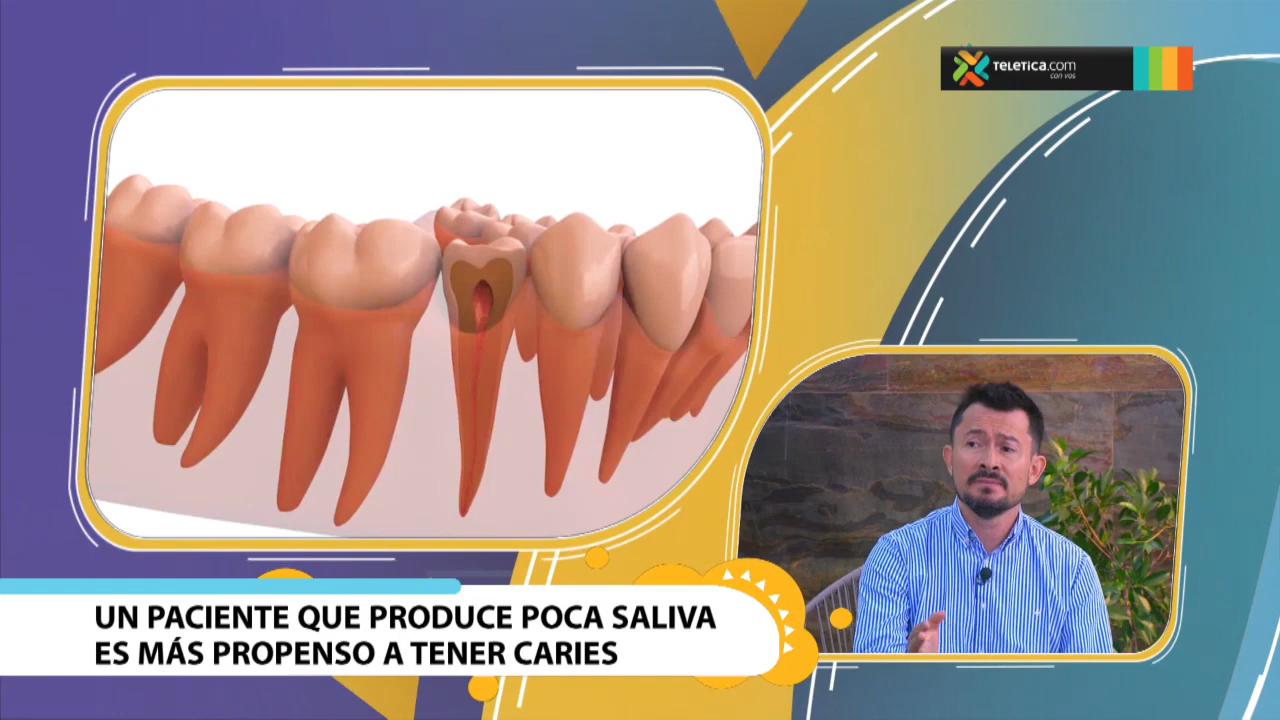 TELETICA.com
con vos
UN PACIENTE QUE PRODUCE POCA SALIVA
ES MÁS PROPENSO A TENER CARIES